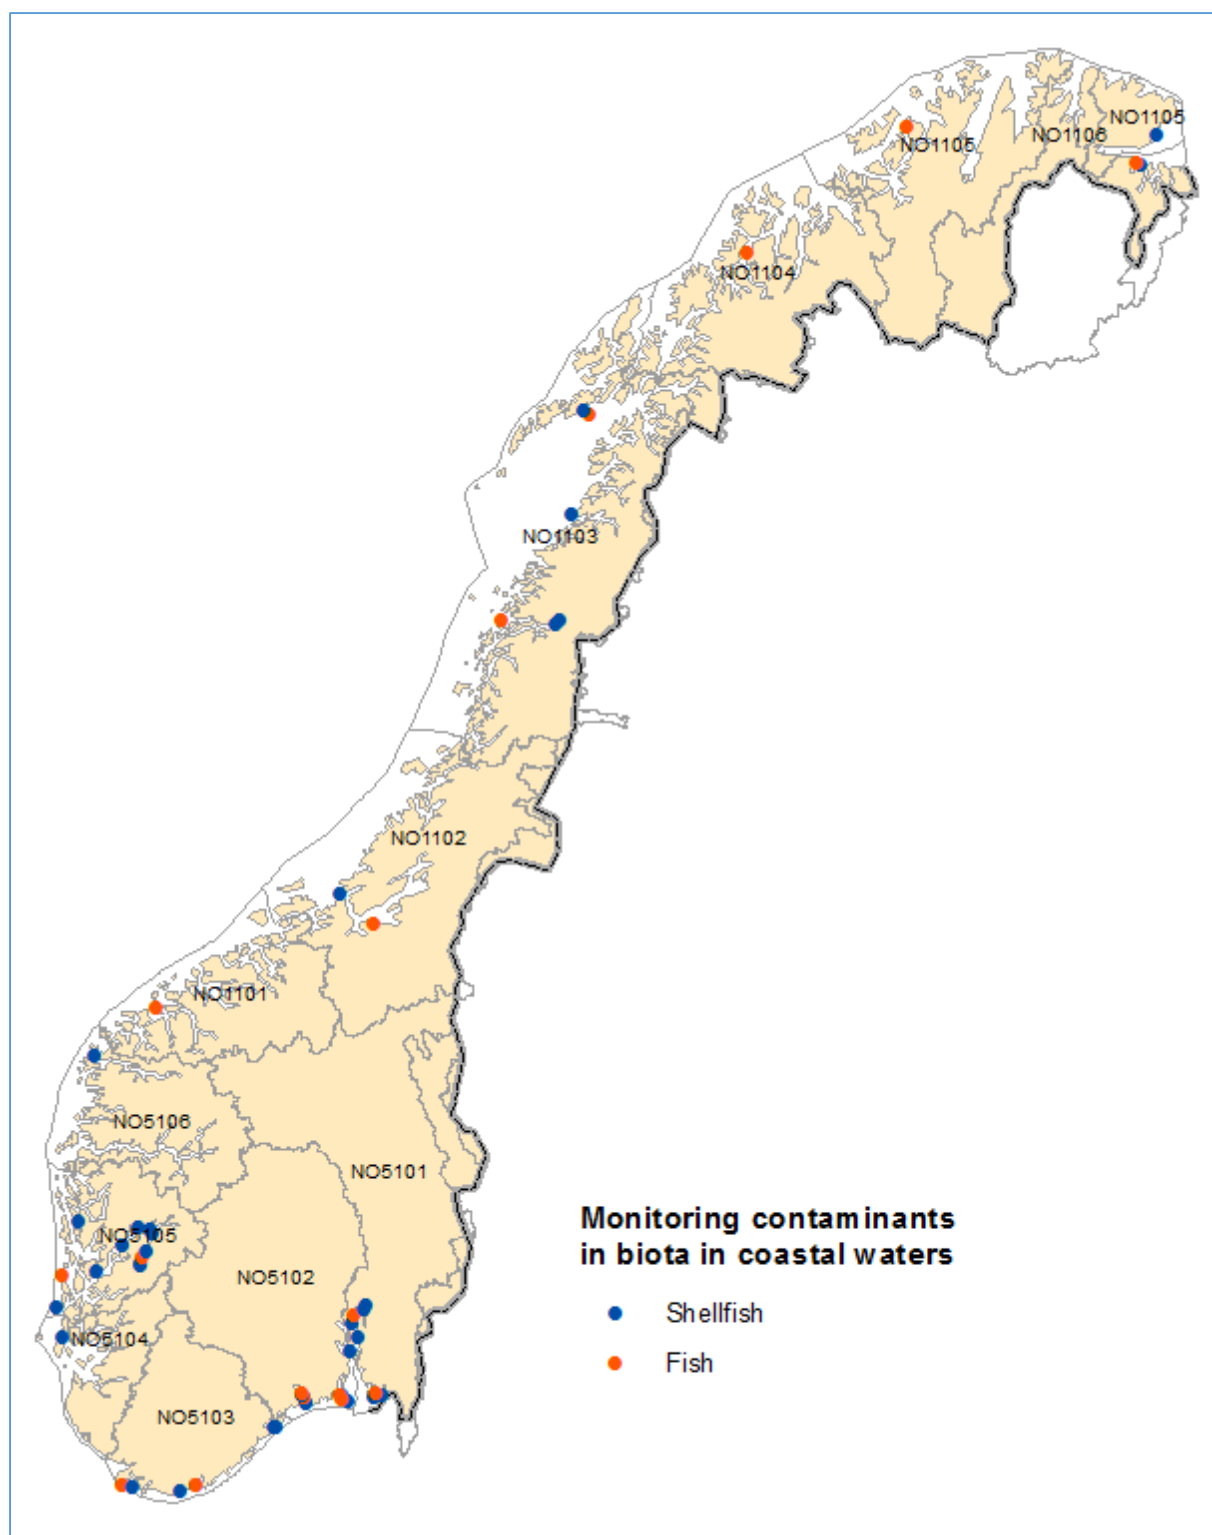 NO1105
NO1106
NO1105
NO1104
NO1103
NO1102
NO1101
NO5106
NO5101
NO5105
NO5102
NO5104
NO5103
Monitoring contaminants
in biota in coastal waters
Shellfish
Fish